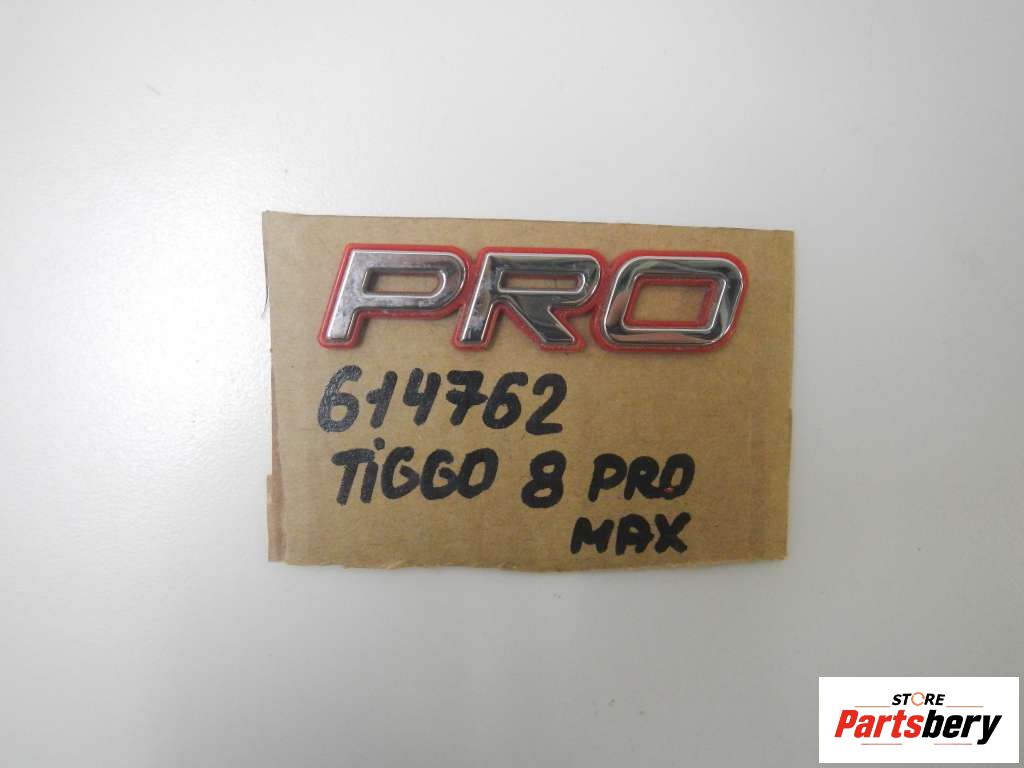 PRO
614762
TiGGO 8 PRO
MAX
STORE
Partsbery